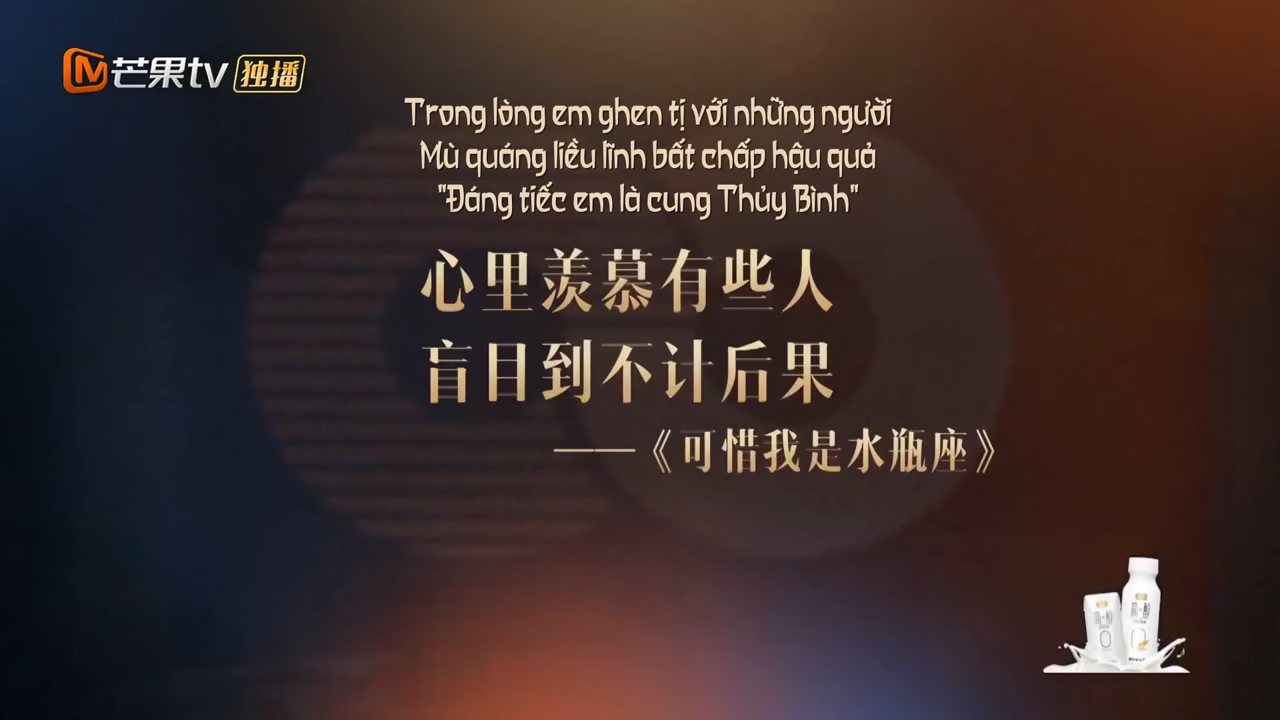 芒果tv 独播
Trong lòng em ghen tị với những người
Mù quáng liều lĩnh bất chấp hậu quả
"Đáng tiếc em là cung Thủy Bình"
心里羡慕有些人
盲目到不计后果
——《可惜我是水瓶座》